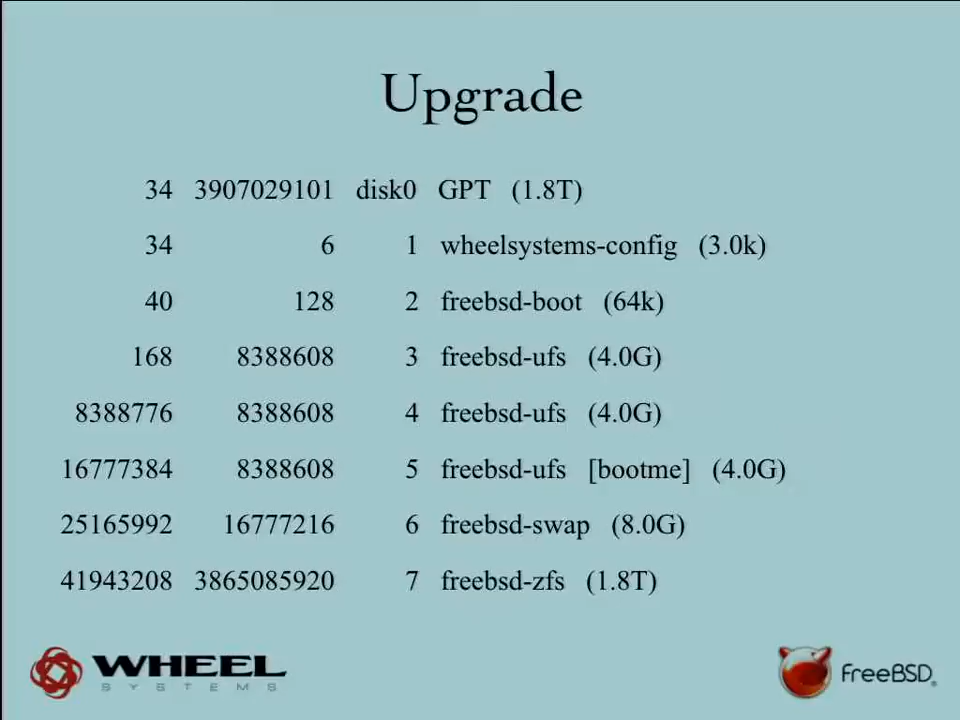 Upgrade
34 3907029101 disk0 GPT (1.8T)
34 6 1 wheelsystems-config (3.0k)
40 128 2 freebsd-boot (64k)
168 8388608 3 freebsd-ufs (4.0G)
8388776 8388608 4 freebsd-ufs (4.0G)
16777384 8388608 5 freebsd-ufs [bootme] (4.0G)
25165992 16777216 6 freebsd-swap (8.0G)
41943208 3865085920 7 freebsd-zfs (1.8T)
WHEEL
SYSTEMS
FreeBSD